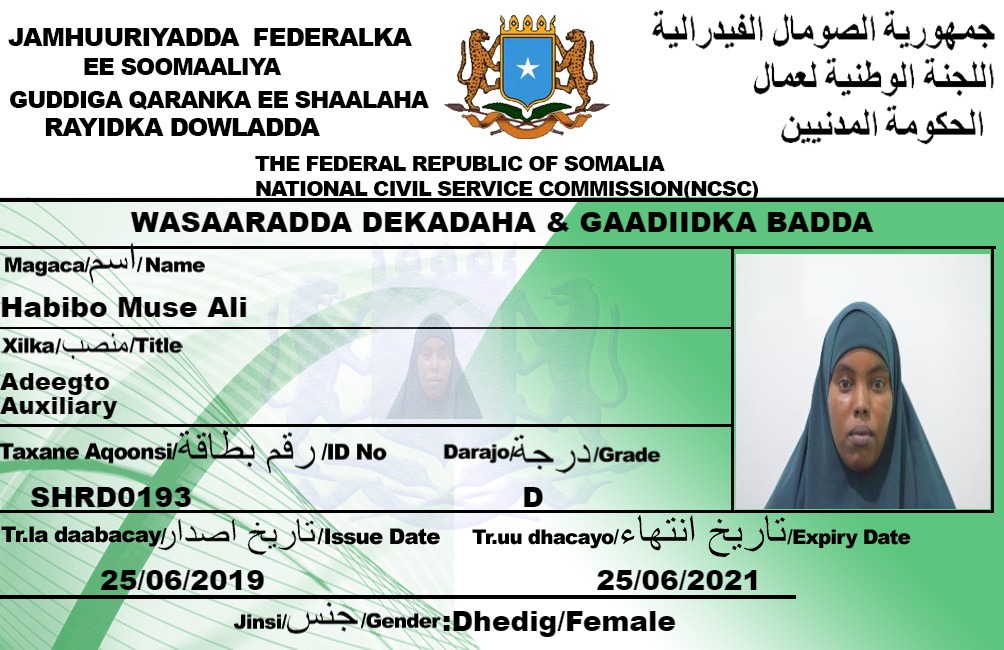 JAMHUURIYADDA FEDERALKA
EE SOOMAALIYA
GUDDIGA QARANKA EE SHAALAHA
RAYIDKA DOWLADDA
جمهورية الصومال الفيدرالية
اللجنة الوطنية لعمال
الحكومة المدنيين
THE FEDERAL REPUBLIC OF SOMALIA
NATIONAL CIVIL SERVICE COMMISSION(NCSC)
WASAARADDA DEKADAHA & GAADIIDKA BADDA
Magaca/اسم/Name
Habibo Muse Ali
Xilka/منصب/Title
Adeegto
Auxiliary
Taxane Aqoonsi/رقم بطاقة/ID No
Darajo/درجة/Grade
SHRD0193
D
Tr.la daabacay/تاريخ اصدار/Issue Date
Tr.uu dhacayo/تاريخ انتهاء/Expiry Date
25/06/2019
25/06/2021
Jinsi/جنس/Gender:Dhedig/Female